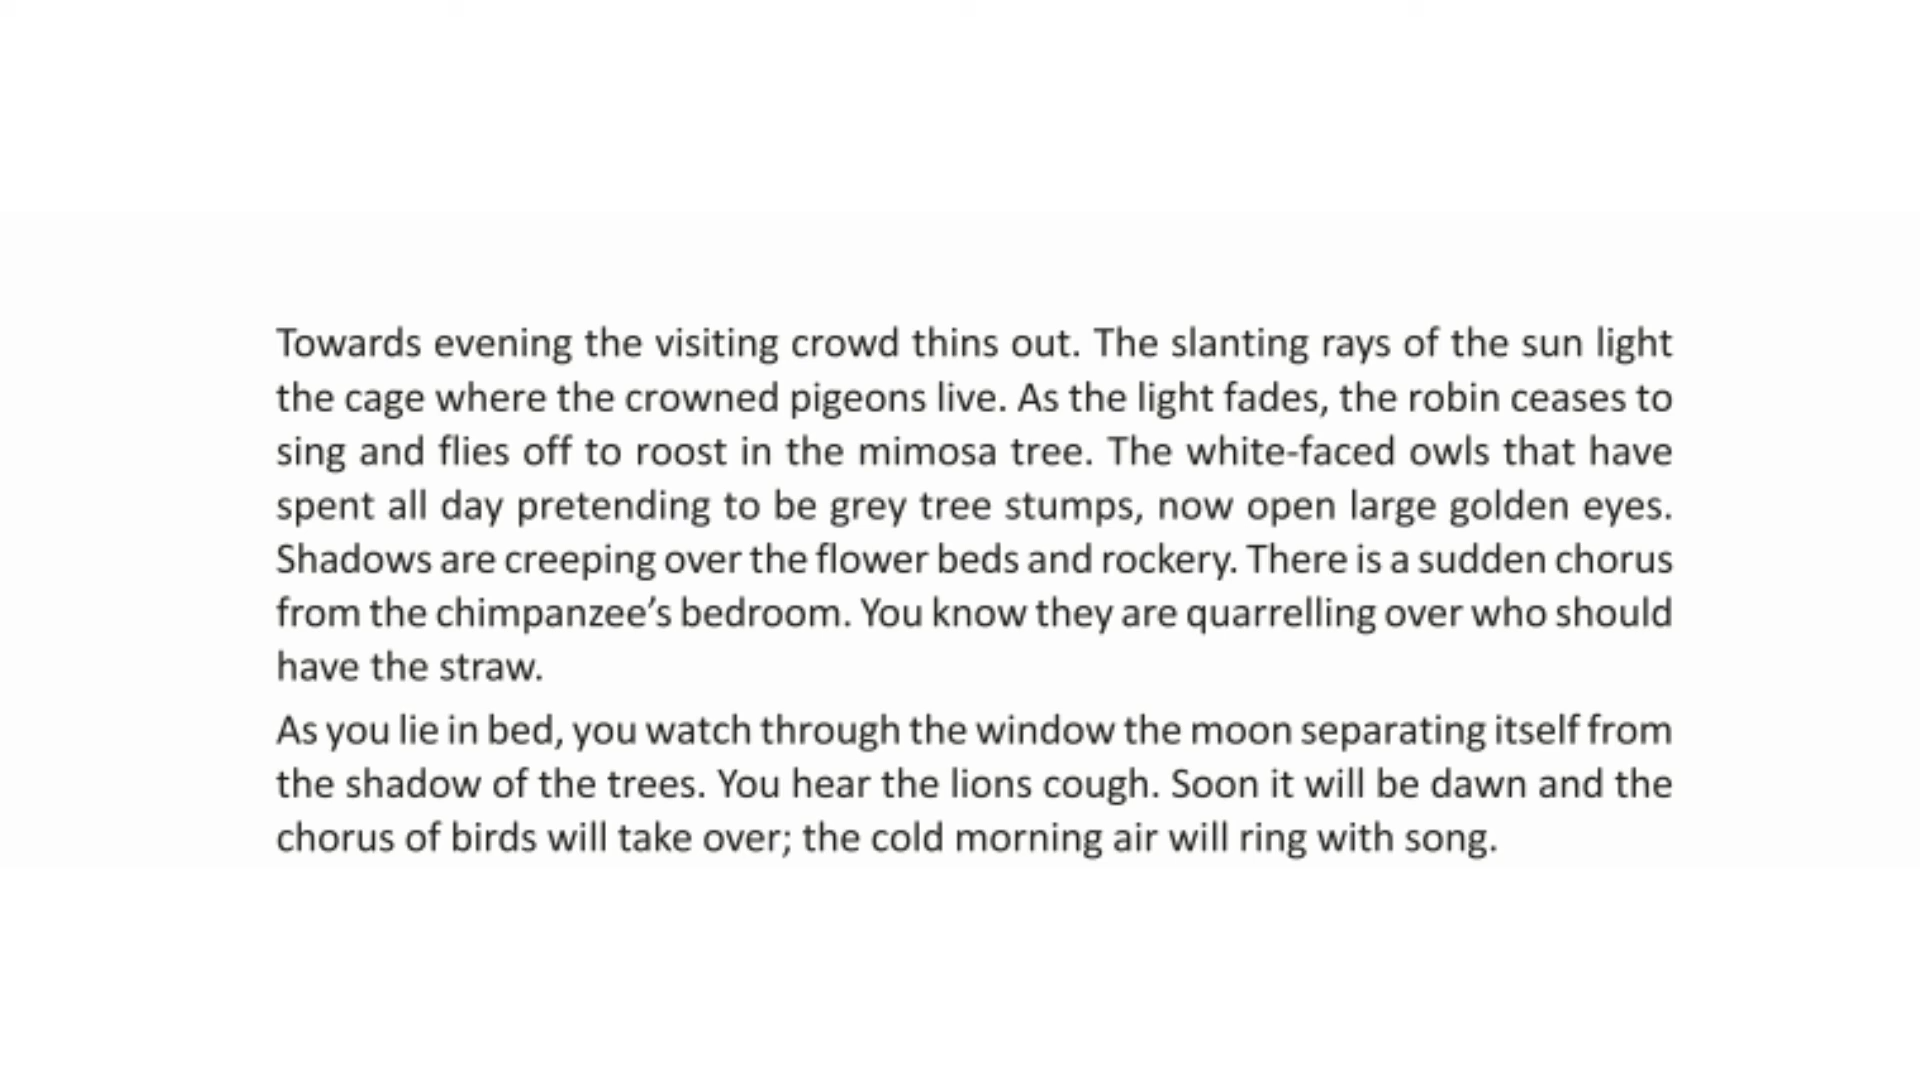 Towards evening the visiting crowd thins out. The slanting rays of the sun light
the cage where the crowned pigeons live. As the light fades, the robin ceases to
sing and flies off to roost in the mimosa tree. The white-faced owls that have
spent all day pretending to be grey tree stumps, now open large golden eyes.
Shadows are creeping over the flower beds and rockery. There is a sudden chorus
from the chimpanzee’s bedroom. You know they are quarrelling over who should
have the straw.
As you lie in bed, you watch through the window the moon separating itself from
the shadow of the trees. You hear the lions cough. Soon it will be dawn and the
chorus of birds will take over; the cold morning air will ring with song.